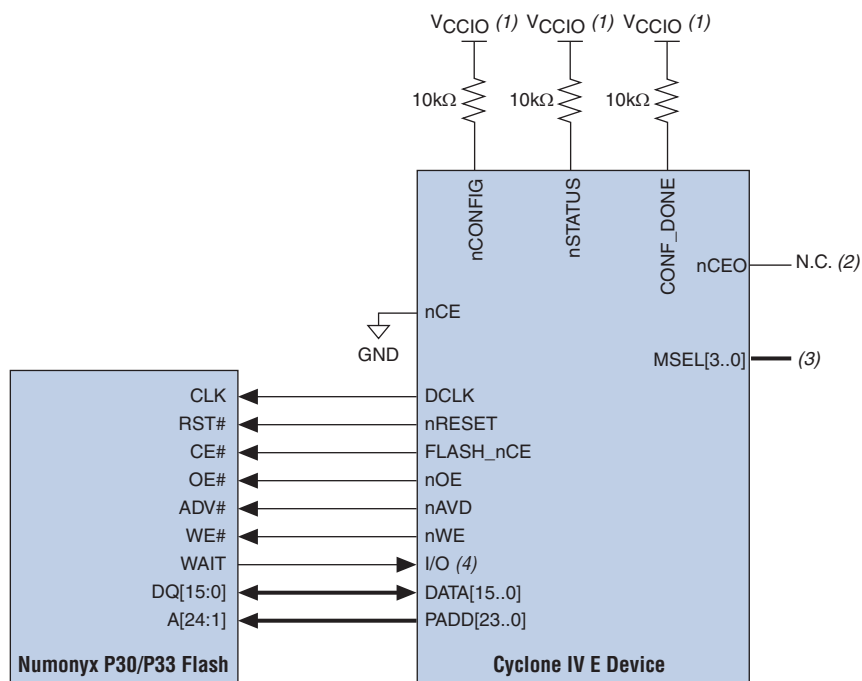 VCCIO (1) VCCIO (1) VCCIO (1)
10kΩ 10kΩ 10kΩ
nCONFIG
nSTATUS
CONF_DONE
nCEO N.C. (2)
nCE
GND
MSEL[3..0] (3)
CLK DCLK
RST# nRESET
CE# FLASH_nCE
OE# nOE
ADV# nAVD
WE# nWE
WAIT I/O (4)
DQ[15:0] DATA[15..0]
A[24:1] PADD[23..0]
Numonyx P30/P33 Flash Cyclone IV E Device